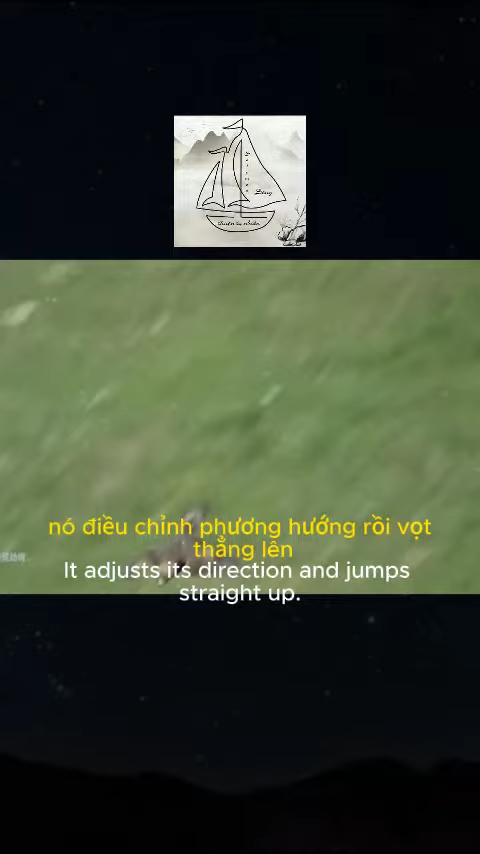 nó điều chỉnh phương hướng rồi vọt
thẳng lên
It adjusts its direction and jumps
straight up.